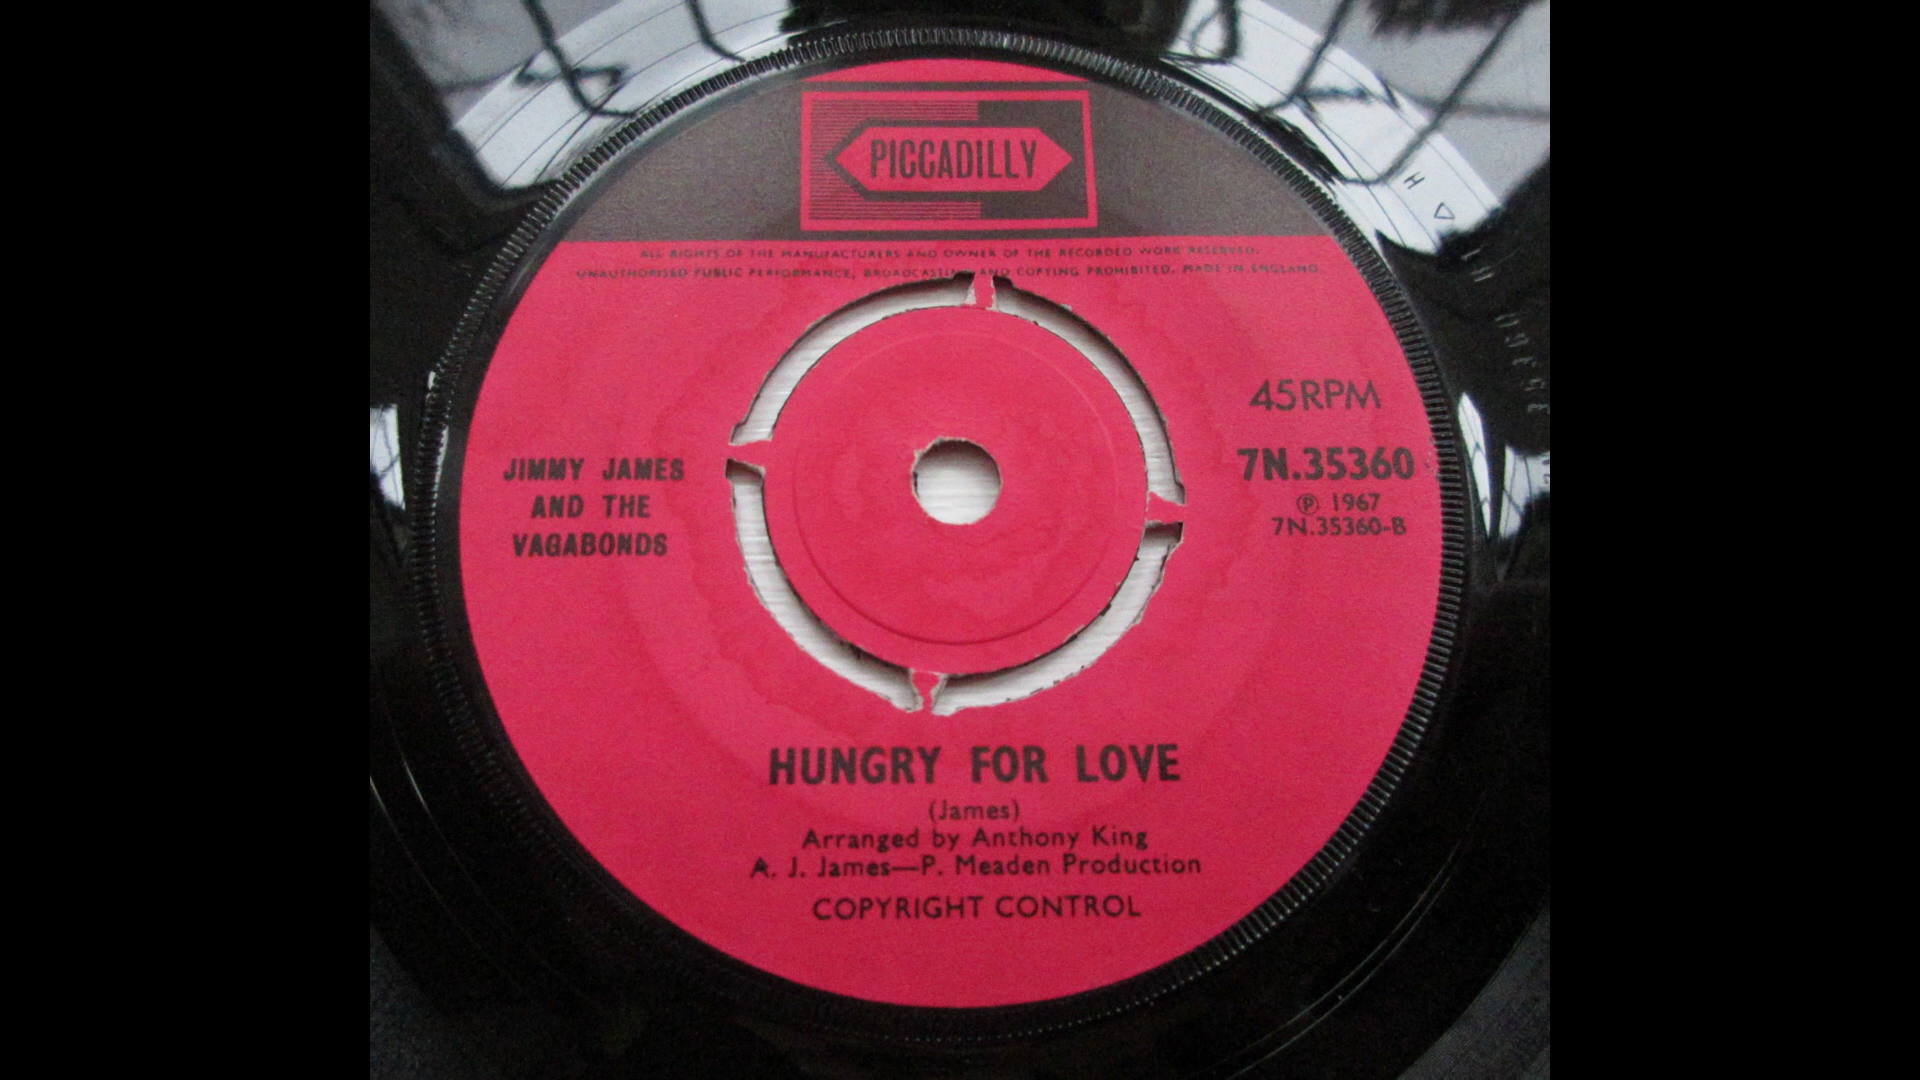 PICCADILLY
ALL RIGHTS OF THE MANUFACTURERS AND OWNER OF THE RECORDED WORK RESERVED.
UNAUTHORISED PUBLIC PERFORMANCE, BROADCASTING AND COPYING PROHIBITED. MADE IN ENGLAND
45RPM
7N.35360
Ⓟ 1967
7N.35360-B
JIMMY JAMES
AND THE
VAGABONDS
HUNGRY FOR LOVE
(James)
Arranged by Anthony King
A. J. James—P. Meaden Production
COPYRIGHT CONTROL